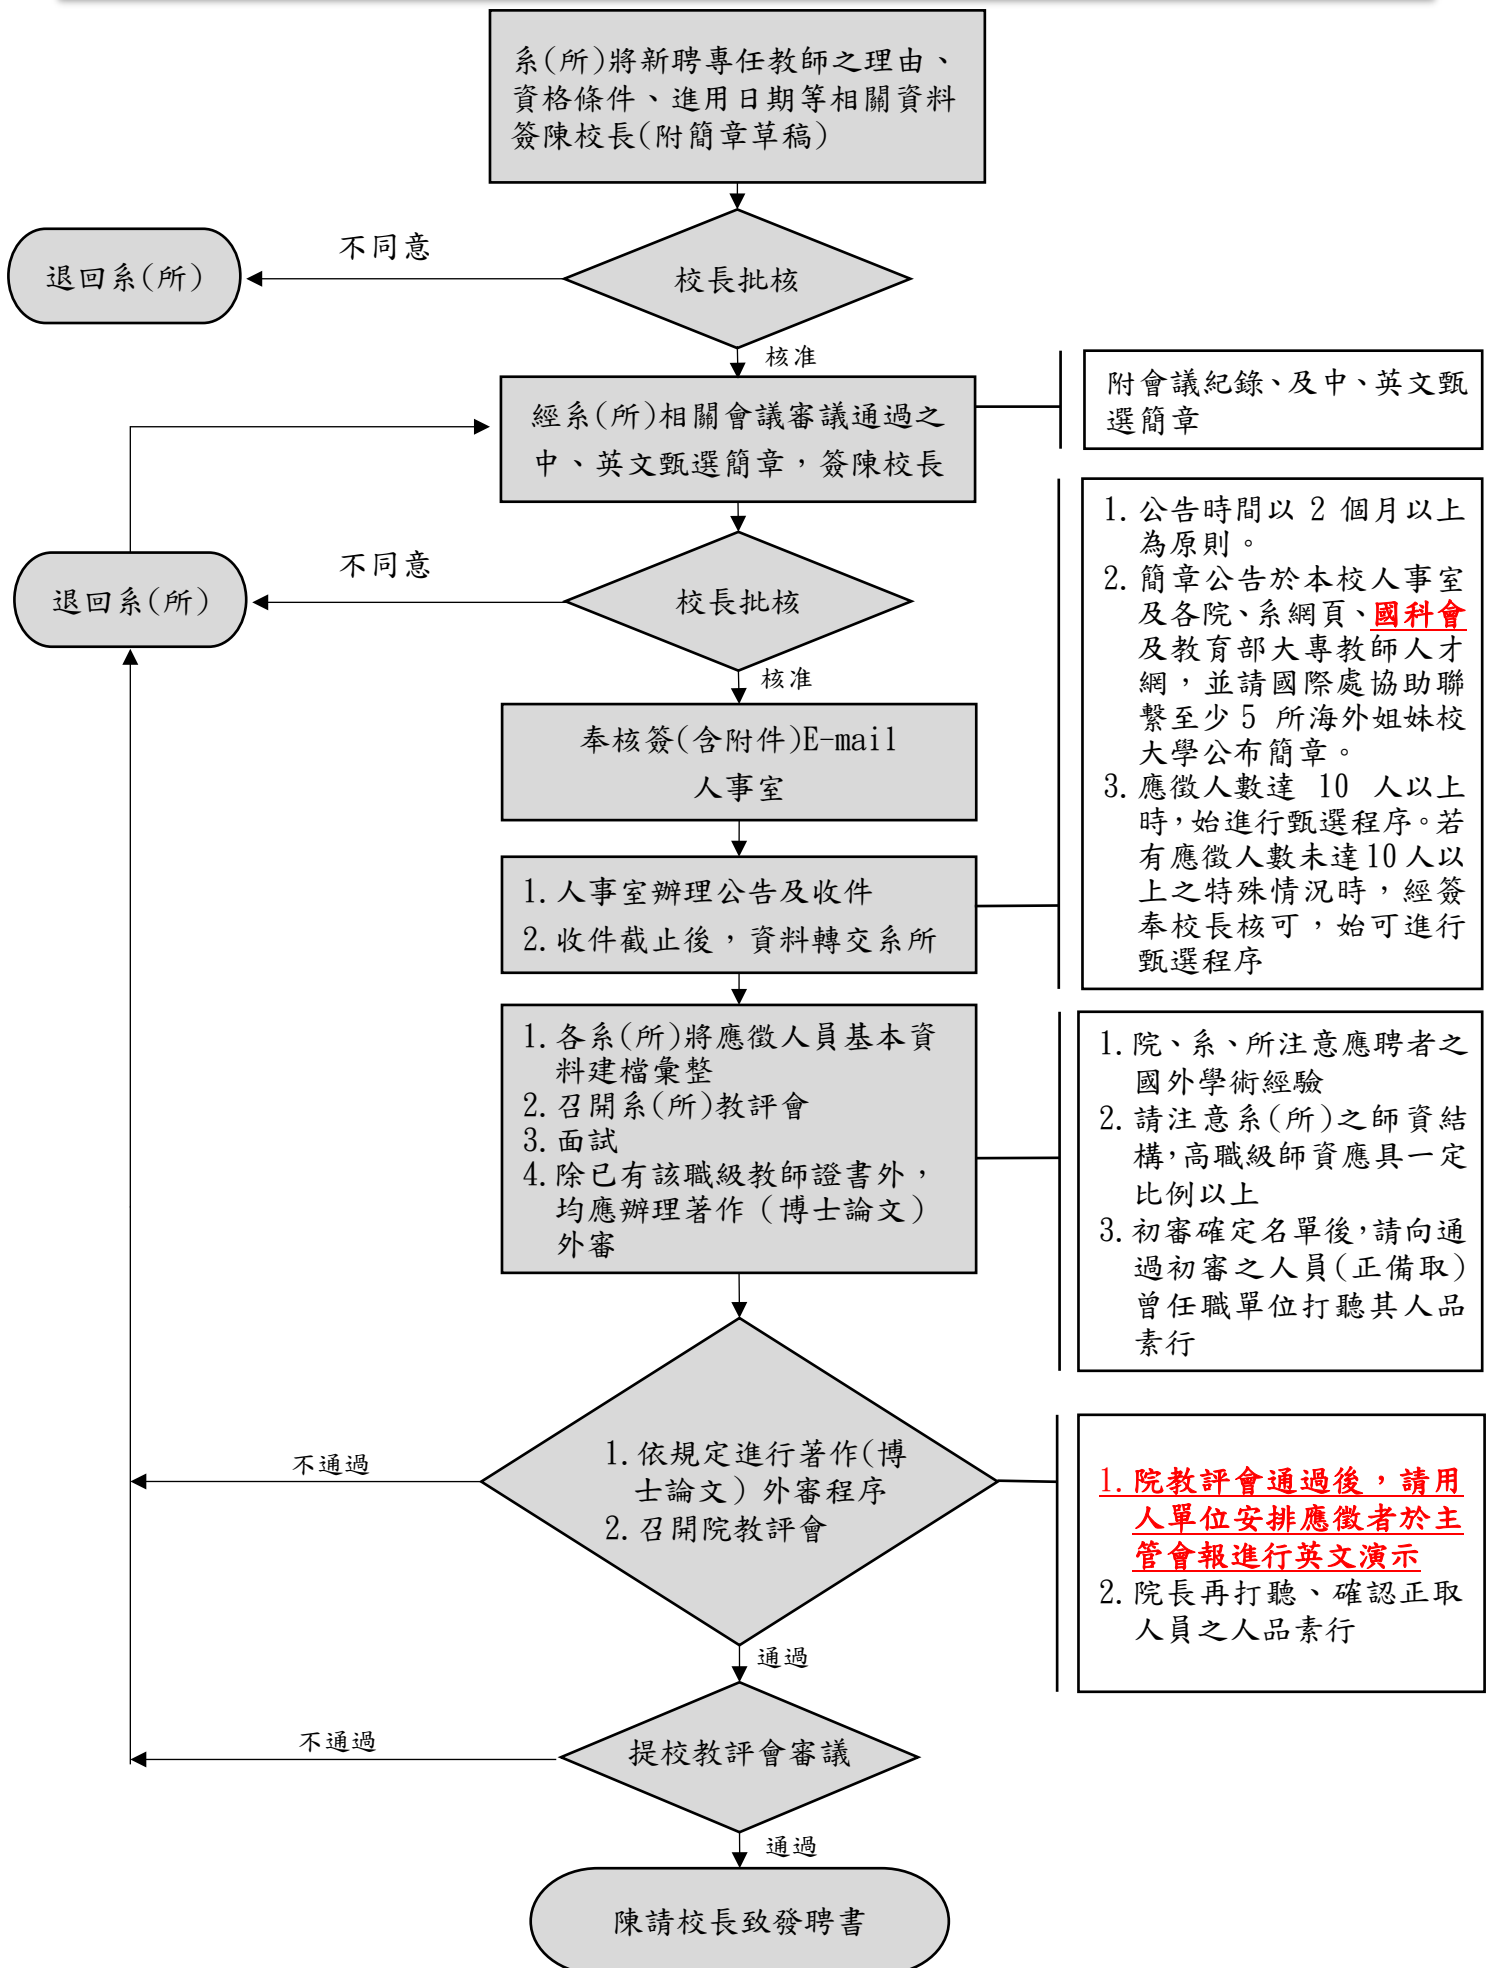 系(所)將新聘專任教師之理由、
資格條件、進用日期等相關資料
簽陳校長(附簡章草稿)
不同意
退回系(所)
校長批核
核准
附會議紀錄、及中、英文甄
選簡章
經系(所)相關會議審議通過之
中、英文甄選簡章，簽陳校長
1. 公告時間以 2 個月以上
為原則。
2. 簡章公告於本校人事室
及各院、系網頁、國科會
及教育部大專教師人才
網，並請國際處協助聯
繫至少 5 所海外姐妹校
大學公布簡章。
3. 應徵人數達 10 人以上
時，始進行甄選程序。若
有應徵人數未達10人以
上之特殊情況時，經簽
奉校長核可，始可進行
甄選程序
不同意
退回系(所)
校長批核
核准
奉核簽(含附件)E-mail
人事室
1. 人事室辦理公告及收件
2. 收件截止後，資料轉交系所
1. 各系(所)將應徵人員基本資
料建檔彙整
2. 召開系(所)教評會
3. 面試
4. 除已有該職級教師證書外，
均應辦理著作（博士論文）
外審
1. 院、系、所注意應聘者之
國外學術經驗
2. 請注意系(所)之師資結
構，高職級師資應具一定
比例以上
3. 初審確定名單後，請向通
過初審之人員(正備取)
曾任職單位打聽其人品
素行
不通過
1. 依規定進行著作(博
士論文）外審程序
2. 召開院教評會
1. 院教評會通過後，請用
人單位安排應徵者於主
管會報進行英文演示
2. 院長再打聽、確認正取
人員之人品素行
通過
不通過
提校教評會審議
通過
陳請校長致發聘書